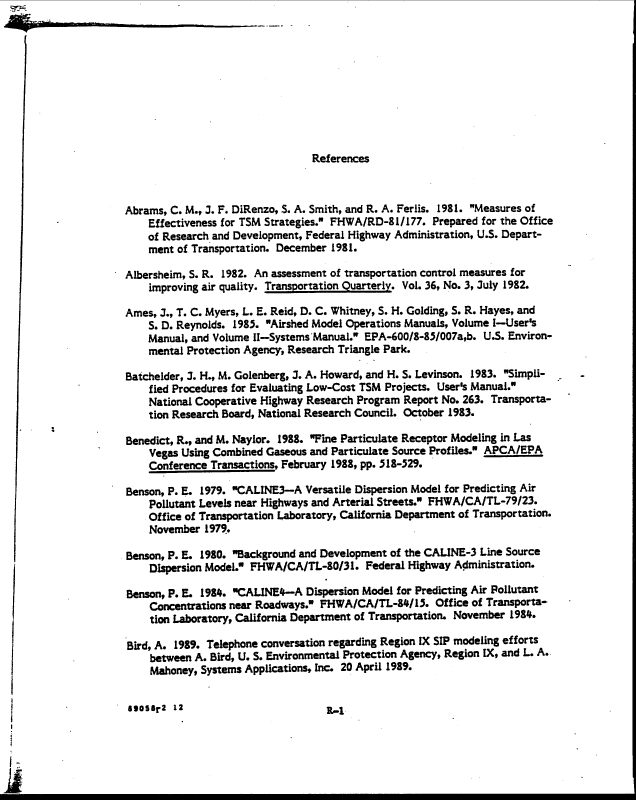 References
Abrams, C. M., J. F. DiRenzo, S. A. Smith, and R. A. Ferlis. 1981. "Measures of
Effectiveness for TSM Strategies." FHWA/RD-81/177. Prepared for the Office
of Research and Development, Federal Highway Administration, U.S. Depart-
ment of Transportation. December 1981.
Albersheim, S. R. 1982. An assessment of transportation control measures for
improving air quality. Transportation Quarterly. Vol. 36, No. 3, July 1982.
Ames, J., T. C. Myers, L. E. Reid, D. C. Whitney, S. H. Golding, S. R. Hayes, and
S. D. Reynolds. 1985. "Airshed Model Operations Manuals, Volume I—User's
Manual, and Volume II—Systems Manual." EPA-600/8-85/007a,b. U.S. Environ-
mental Protection Agency, Research Triangle Park.
Batchelder, J. H., M. Golenberg, J. A. Howard, and H. S. Levinson. 1983. "Simpli-
fied Procedures for Evaluating Low-Cost TSM Projects. User's Manual."
National Cooperative Highway Research Program Report No. 263. Transporta-
tion Research Board, National Research Council. October 1983.
Benedict, R., and M. Naylor. 1988. "Fine Particulate Receptor Modeling in Las
Vegas Using Combined Gaseous and Particulate Source Profiles." APCA/EPA
Conference Transactions, February 1988, pp. 518-529.
Benson, P. E. 1979. "CALINE3—A Versatile Dispersion Model for Predicting Air
Pollutant Levels near Highways and Arterial Streets." FHWA/CA/TL-79/23.
Office of Transportation Laboratory, California Department of Transportation.
November 1979.
Benson, P. E. 1980. "Background and Development of the CALINE-3 Line Source
Dispersion Model." FHWA/CA/TL-80/31. Federal Highway Administration.
Benson, P. E. 1984. "CALINE4—A Dispersion Model for Predicting Air Pollutant
Concentrations near Roadways." FHWA/CA/TL-84/15. Office of Transporta-
tion Laboratory, California Department of Transportation. November 1984.
Bird, A. 1989. Telephone conversation regarding Region IX SIP modeling efforts
between A. Bird, U. S. Environmental Protection Agency, Region IX, and L. A.
Mahoney, Systems Applications, Inc. 20 April 1989.
89058r2 12
R-1